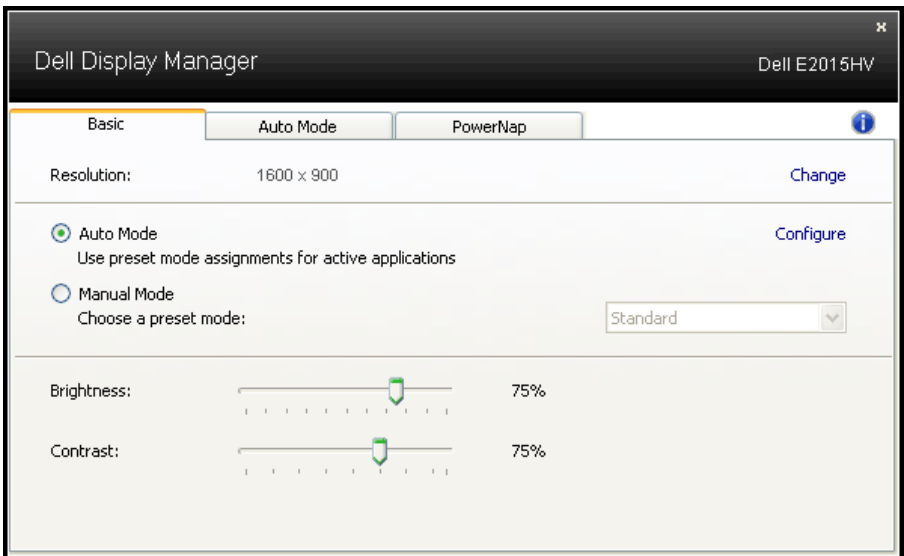 Dell Display Manager
Dell E2015HV
Basic
Auto Mode
PowerNap
Resolution:
1600 x 900
Change
Auto Mode
Configure
Use preset mode assignments for active applications
Manual Mode
Choose a preset mode:
Standard
Brightness:
75%
Contrast:
75%